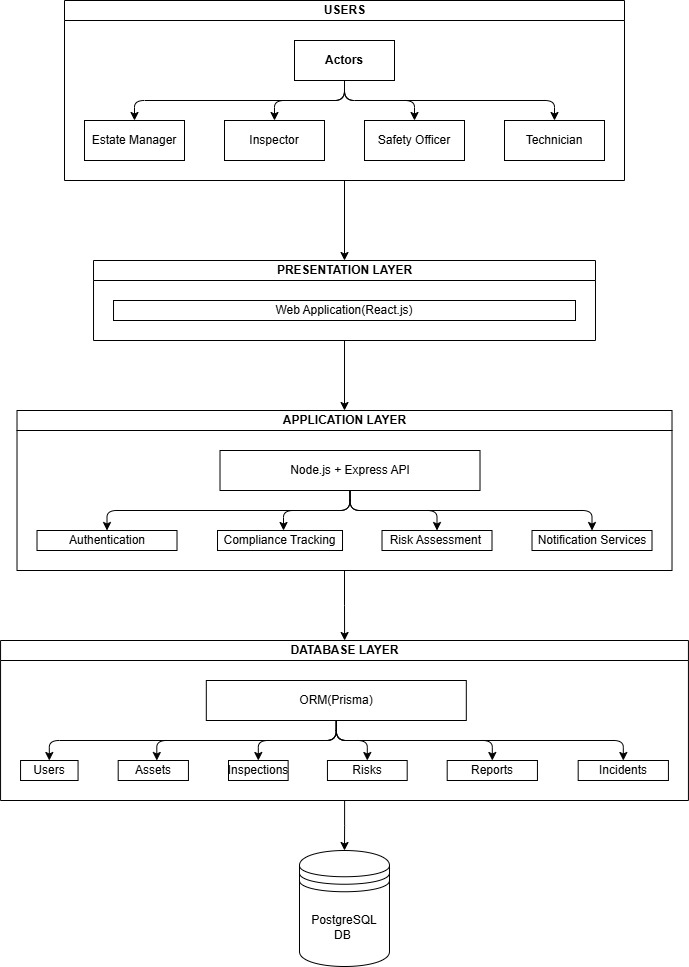 USERS
Actors
Estate Manager
Inspector
Safety Officer
Technician
PRESENTATION LAYER
Web Application(React.js)
APPLICATION LAYER
Node.js + Express API
Authentication
Compliance Tracking
Risk Assessment
Notification Services
DATABASE LAYER
ORM(Prisma)
Users
Assets
Inspections
Risks
Reports
Incidents
PostgreSQL
DB